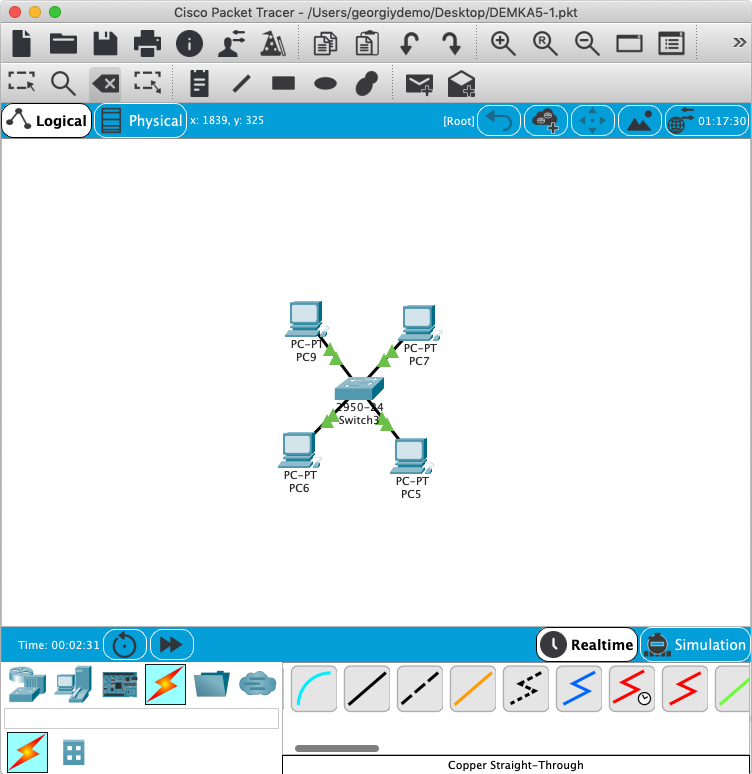 Cisco Packet Tracer - /Users/georgiydemo/Desktop/DEMKA5-1.pkt
Logical
Physical
x: 1839, y: 325
[Root]
01:17:30
PC-PT
PC9
PC-PT
PC7
2950-24
Switch3
PC-PT
PC6
PC-PT
PC5
Time: 00:02:31
Realtime
Simulation
Copper Straight-Through